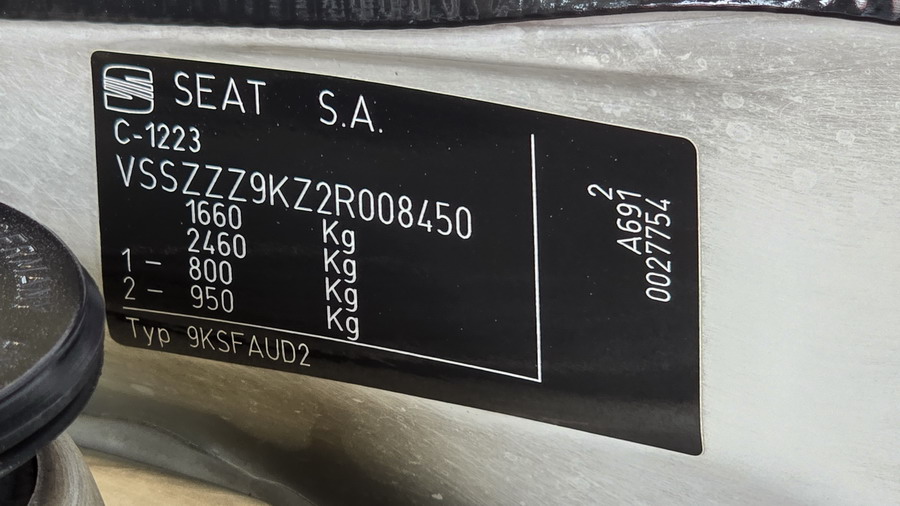 SEAT S.A.
C-1223
VSSZZZ9KZ2R008450
1660 Kg
2460 Kg
1 – 800 Kg
2 – 950 Kg
Typ 9KSFAUD2
2
A691
0027754